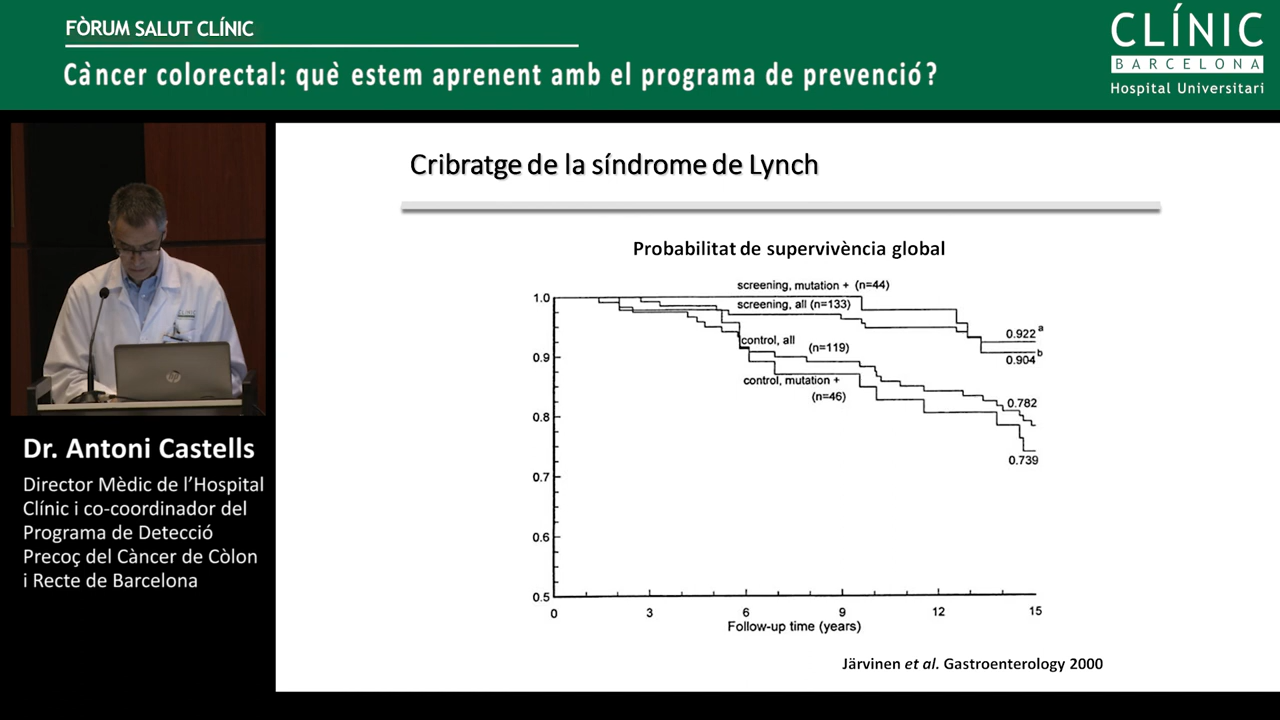 FÒRUM SALUT CLÍNIC
Càncer colorectal: què estem aprenent amb el programa de prevenció?
CLÍNIC
BARCELONA
Hospital Universitari
Cribratge de la síndrome de Lynch
Probabilitat de supervivència global
screening, mutation + (n=44)
screening, all (n=133)
control, all
(n=119)
control, mutation +
(n=46)
0.922 a
0.904 b
0.782
0.739
1.0
0.9
0.8
0.7
0.6
0.5
0 3 6 9 12 15
Follow-up time (years)
Järvinen et al. Gastroenterology 2000
hp
Dr. Antoni Castells
Director Mèdic de l’Hospital
Clínic i co-coordinador del
Programa de Detecció
Precoç del Càncer de Còlon
i Recte de Barcelona